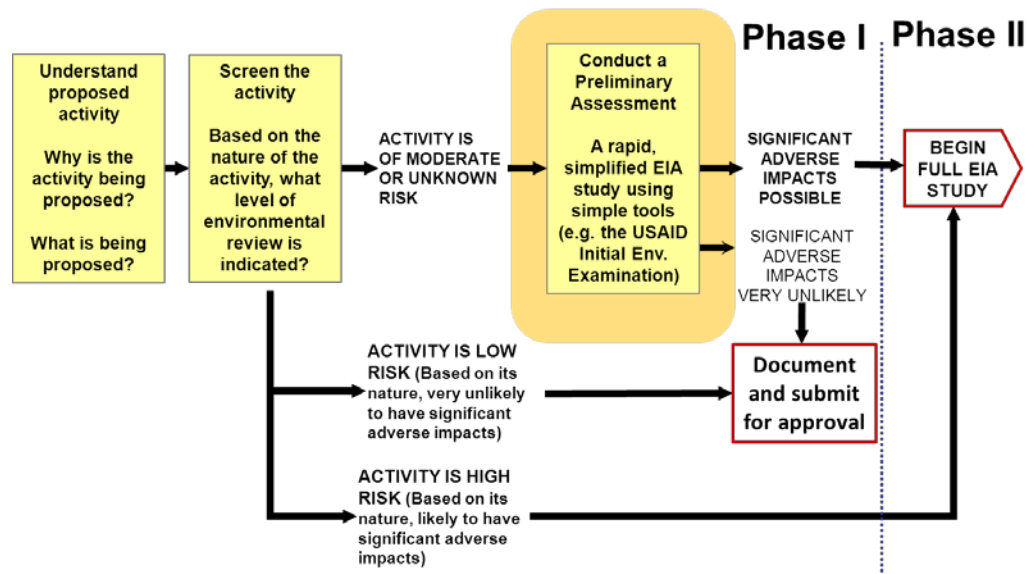 Phase I
Phase II
Understand
proposed
activity
Why is the
activity being
proposed?
What is being
proposed?
Screen the
activity
Based on the
nature of the
activity, what
level of
environmental
review is
indicated?
ACTIVITY IS
OF MODERATE
OR UNKNOWN
RISK
Conduct a
Preliminary
Assessment
A rapid,
simplified EIA
study using
simple tools
(e.g. the USAID
Initial Env.
Examination)
SIGNIFICANT
ADVERSE
IMPACTS
POSSIBLE
SIGNIFICANT
ADVERSE
IMPACTS
VERY UNLIKELY
BEGIN
FULL EIA
STUDY
ACTIVITY IS LOW
RISK (Based on its
nature, very unlikely
to have significant
adverse impacts)
Document
and submit
for approval
ACTIVITY IS HIGH
RISK (Based on its
nature, likely to have
significant adverse
impacts)